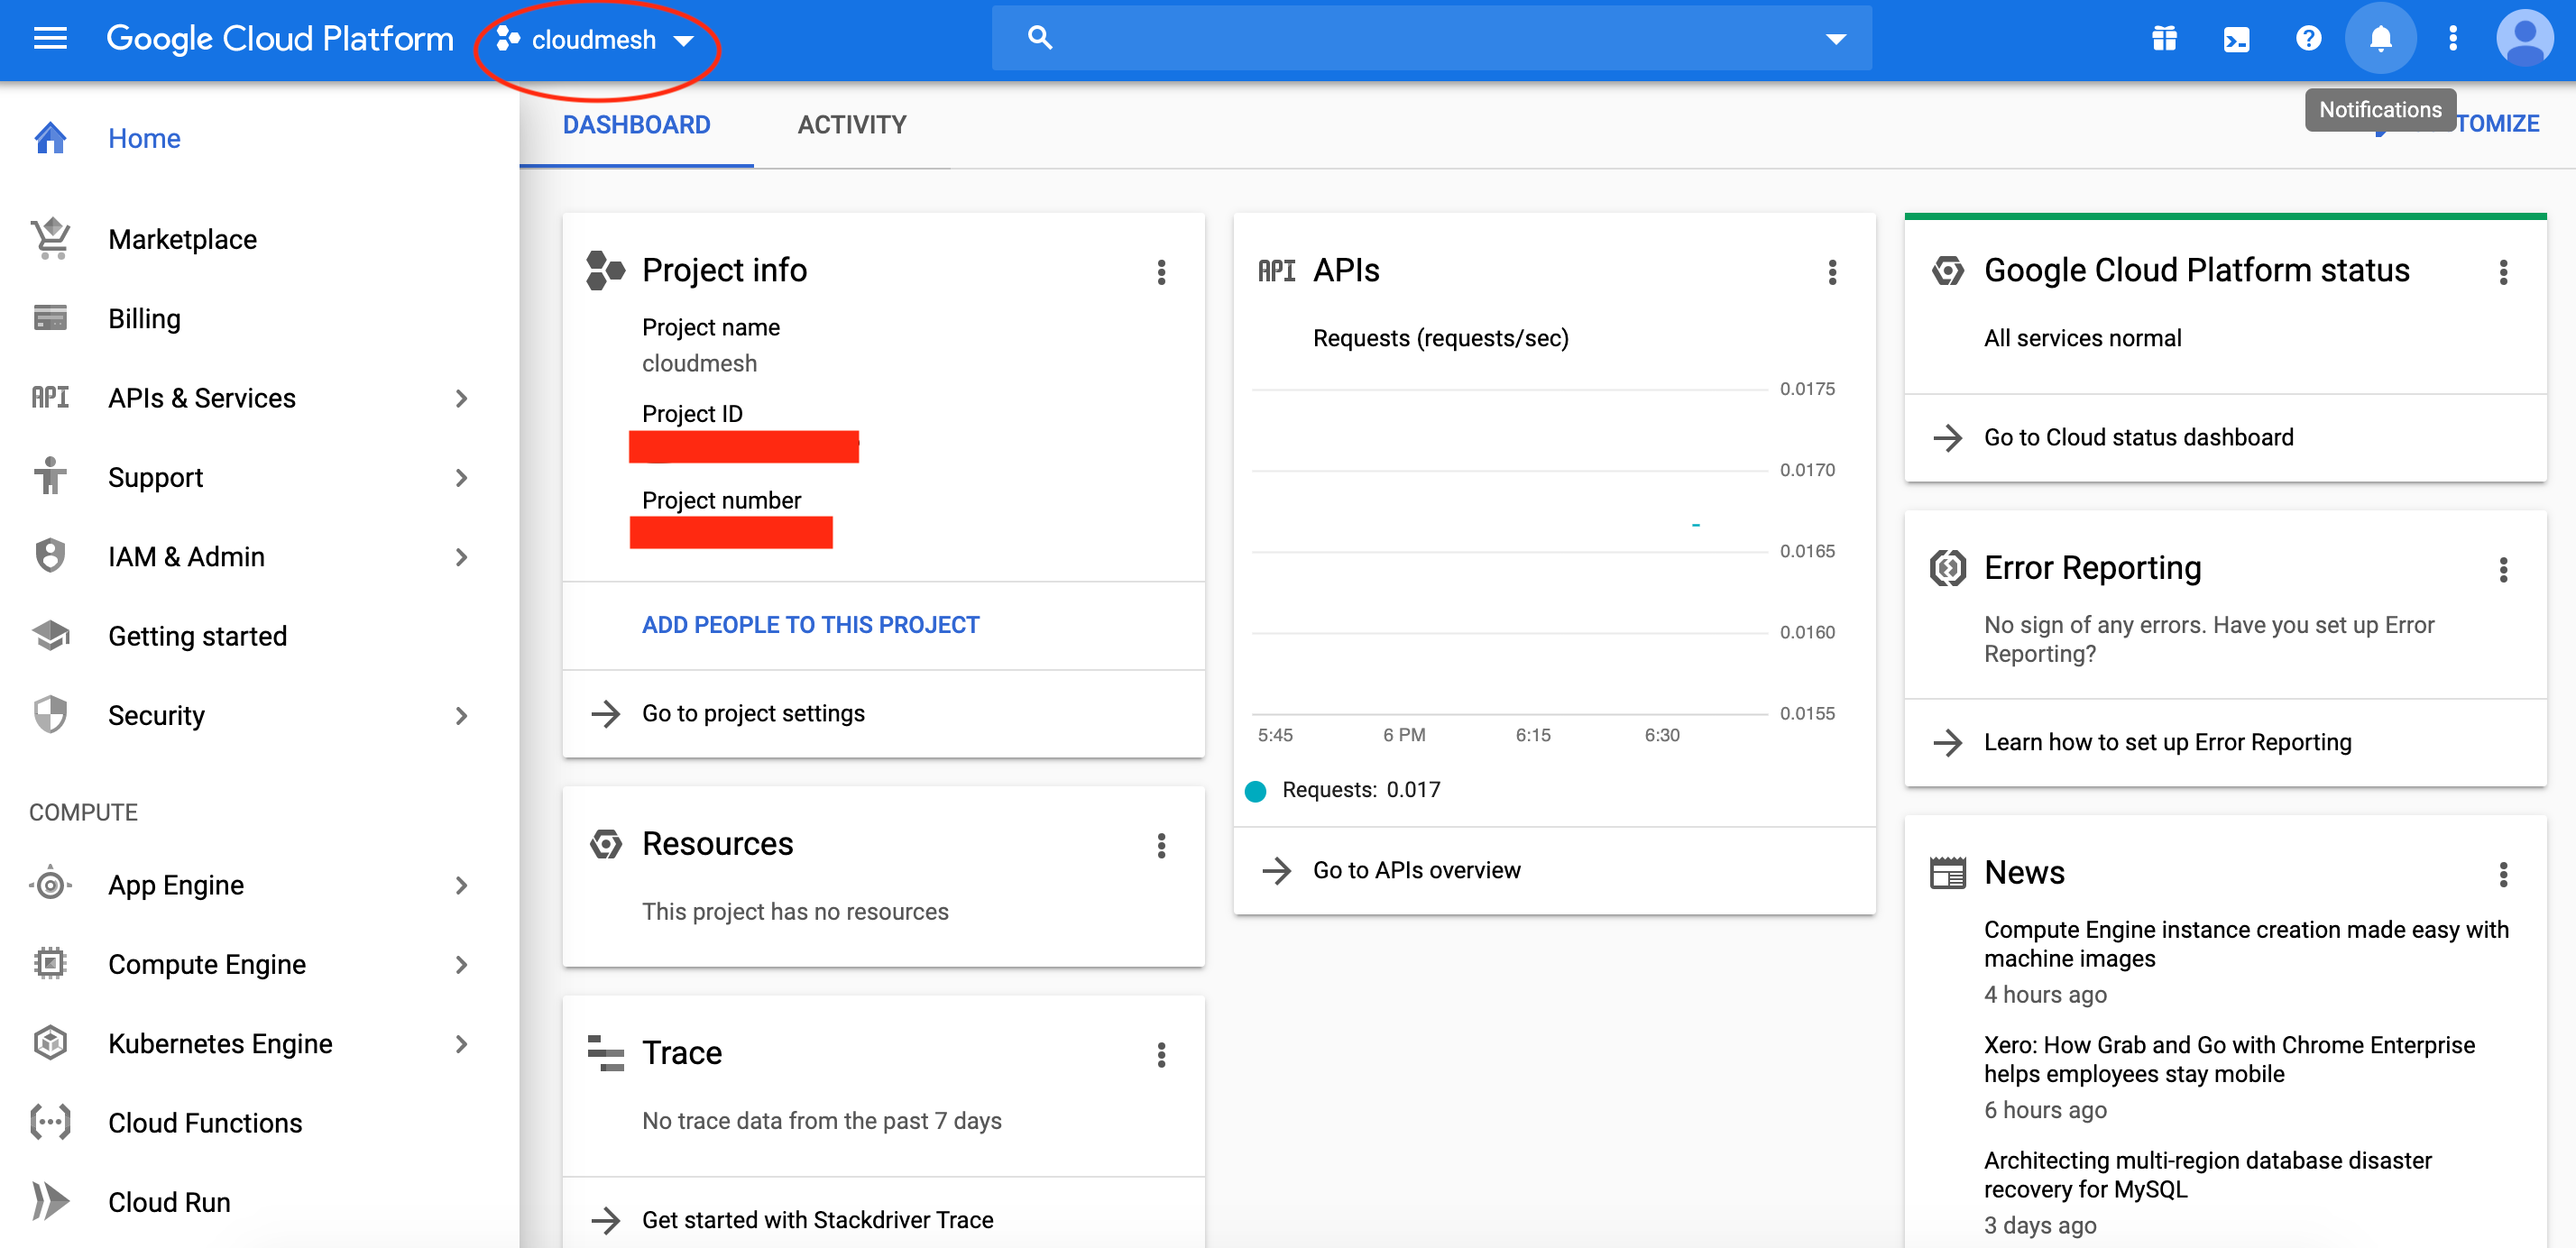 Google Cloud Platform
cloudmesh
Notifications
TOMIZE
Home
Marketplace
Billing
API
APIs & Services
Support
IAM & Admin
Getting started
Security
COMPUTE
App Engine
Compute Engine
Kubernetes Engine
Cloud Functions
Cloud Run
DASHBOARD
ACTIVITY
Project info
Project name
cloudmesh
Project ID
Project number
ADD PEOPLE TO THIS PROJECT
Go to project settings
Resources
This project has no resources
Trace
No trace data from the past 7 days
Get started with Stackdriver Trace
API
APIs
Requests (requests/sec)
0.0175
0.0170
0.0165
0.0160
0.0155
5:45
6 PM
6:15
6:30
Requests: 0.017
Go to APIs overview
Google Cloud Platform status
All services normal
Go to Cloud status dashboard
Error Reporting
No sign of any errors. Have you set up Error
Reporting?
Learn how to set up Error Reporting
News
Compute Engine instance creation made easy with
machine images
4 hours ago
Xero: How Grab and Go with Chrome Enterprise
helps employees stay mobile
6 hours ago
Architecting multi-region database disaster
recovery for MySQL
3 days ago